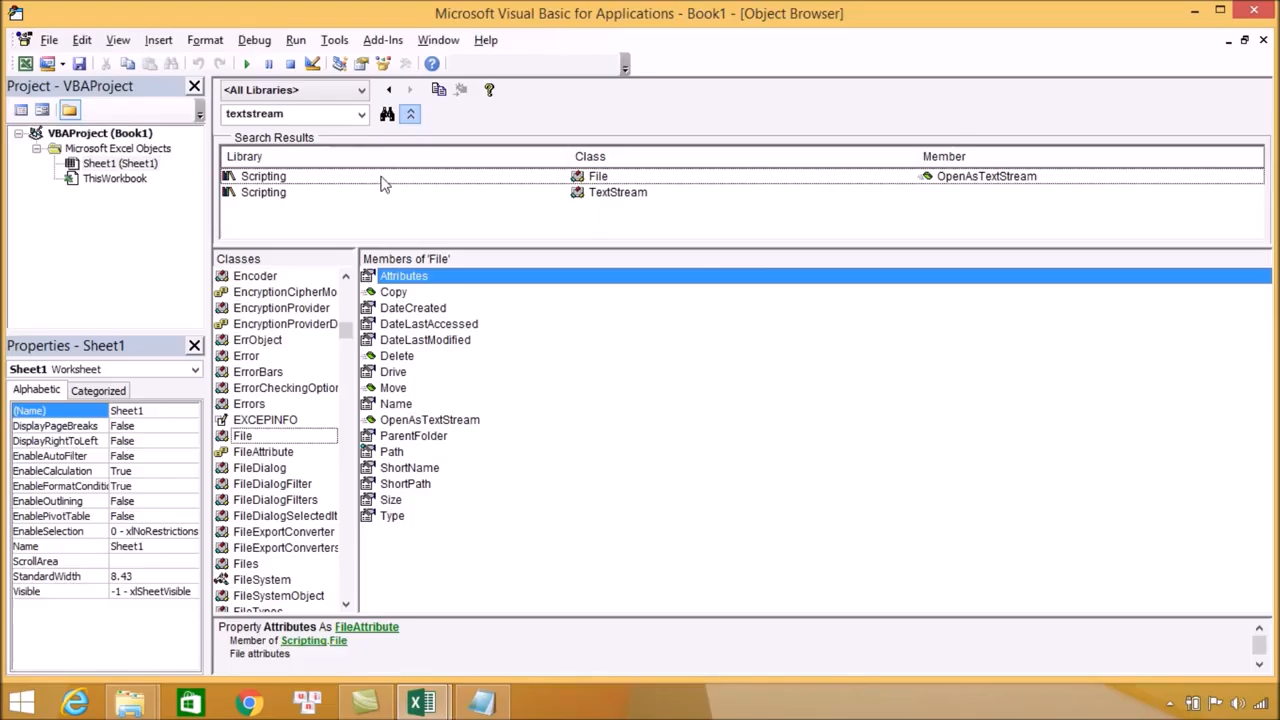 Microsoft Visual Basic for Applications - Book1 - [Object Browser]
File Edit View Insert Format Debug Run Tools Add-Ins Window Help
Project - VBAProject
VBAProject (Book1)
Microsoft Excel Objects
Sheet1 (Sheet1)
ThisWorkbook
Properties - Sheet1
Sheet1 Worksheet
Alphabetic Categorized
(Name) Sheet1
DisplayPageBreaks False
DisplayRightToLeft False
EnableAutoFilter False
EnableCalculation True
EnableFormatConditi True
EnableOutlining False
EnablePivotTable False
EnableSelection 0 - xlNoRestrictions
Name Sheet1
ScrollArea
StandardWidth 8.43
Visible -1 - xlSheetVisible
<All Libraries>
textstream
Search Results
Library Class Member
Scripting File OpenAsTextStream
Scripting TextStream
Classes
Encoder
EncryptionCipherMo
EncryptionProvider
EncryptionProviderD
ErrObject
Error
ErrorBars
ErrorCheckingOption
Errors
EXCEPINFO
File
FileAttribute
FileDialog
FileDialogFilter
FileDialogFilters
FileDialogSelectedIt
FileExportConverter
FileExportConverters
Files
FileSystem
FileSystemObject
FileTypes
Members of 'File'
Attributes
Copy
DateCreated
DateLastAccessed
DateLastModified
Delete
Drive
Move
Name
OpenAsTextStream
ParentFolder
Path
ShortName
ShortPath
Size
Type
Property Attributes As FileAttribute
Member of Scripting.File
File attributes